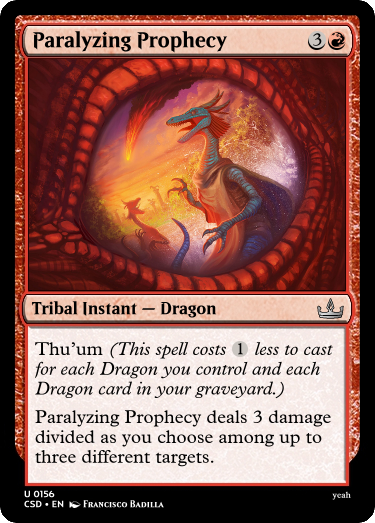 Paralyzing Prophecy 3
Tribal Instant — Dragon
Thu'um (This spell costs 1 less to cast
for each Dragon you control and each
Dragon card in your graveyard.)
Paralyzing Prophecy deals 3 damage
divided as you choose among up to
three different targets.
U 0156
CSD • EN Francisco Badilla
yeah